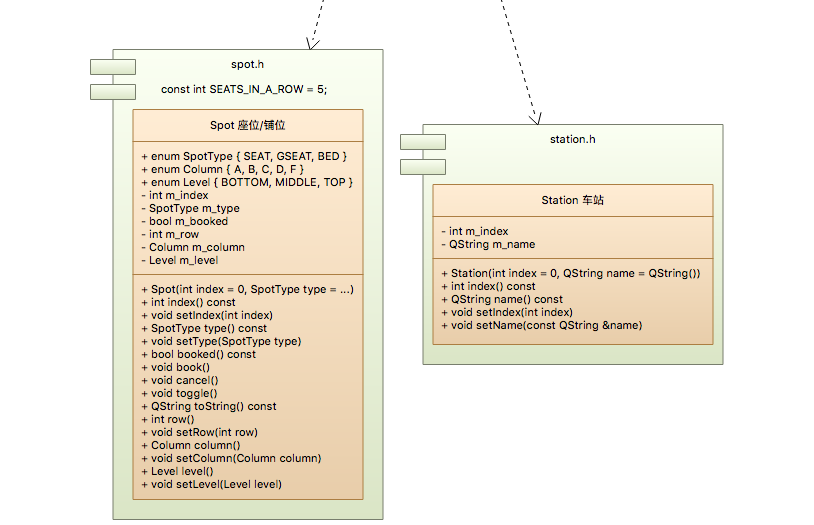 spot.h
const int SEATS_IN_A_ROW = 5;
Spot 座位/铺位
+ enum SpotType { SEAT, GSEAT, BED }
+ enum Column { A, B, C, D, F }
+ enum Level { BOTTOM, MIDDLE, TOP }
- int m_index
- SpotType m_type
- bool m_booked
- int m_row
- Column m_column
- Level m_level
+ Spot(int index = 0, SpotType type = ...)
+ int index() const
+ void setIndex(int index)
+ SpotType type() const
+ void setType(SpotType type)
+ bool booked() const
+ void book()
+ void cancel()
+ void toggle()
+ QString toString() const
+ int row()
+ void setRow(int row)
+ Column column()
+ void setColumn(Column column)
+ Level level()
+ void setLevel(Level level)
station.h
Station 车站
- int m_index
- QString m_name
+ Station(int index = 0, QString name = QString())
+ int index() const
+ QString name() const
+ void setIndex(int index)
+ void setName(const QString &name)